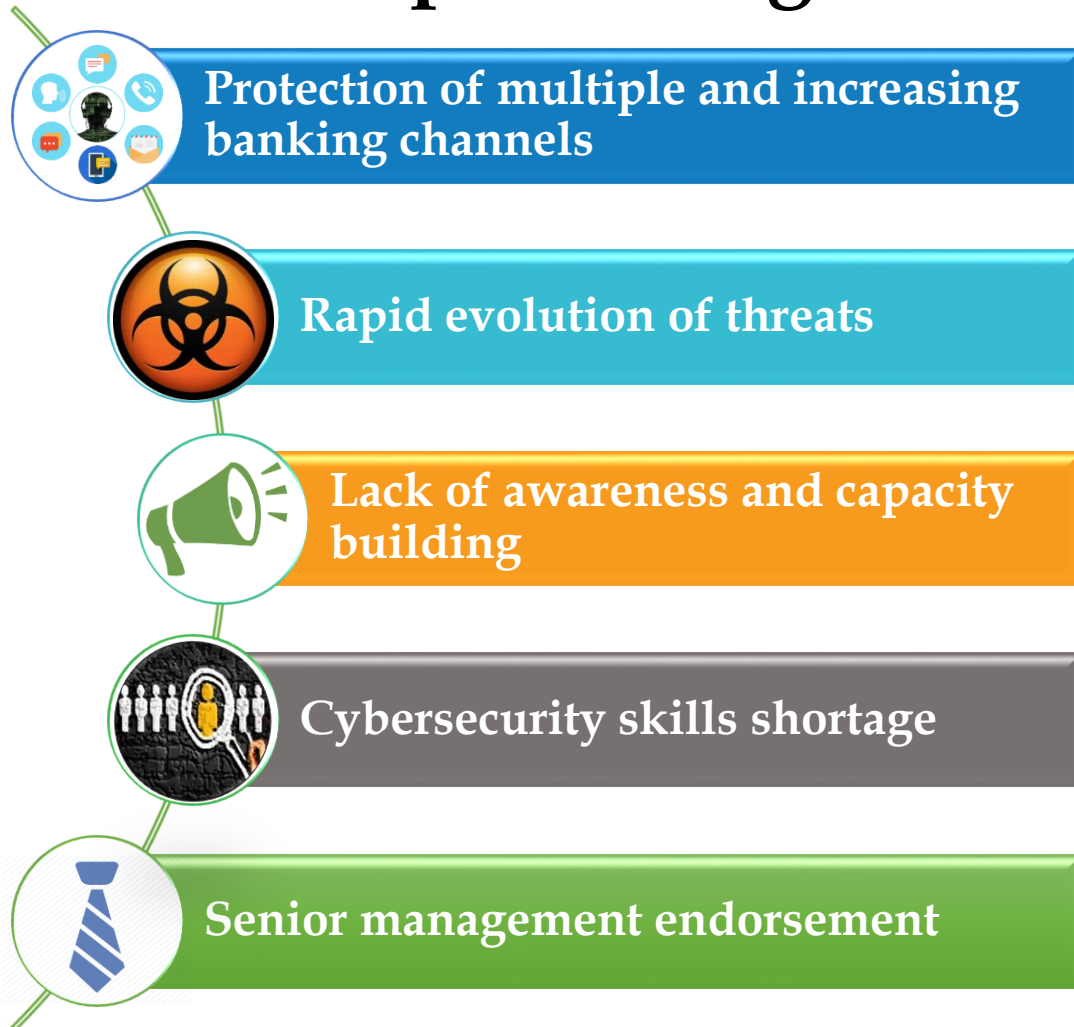 Protection of multiple and increasing
banking channels
Rapid evolution of threats
Lack of awareness and capacity
building
Cybersecurity skills shortage
Senior management endorsement